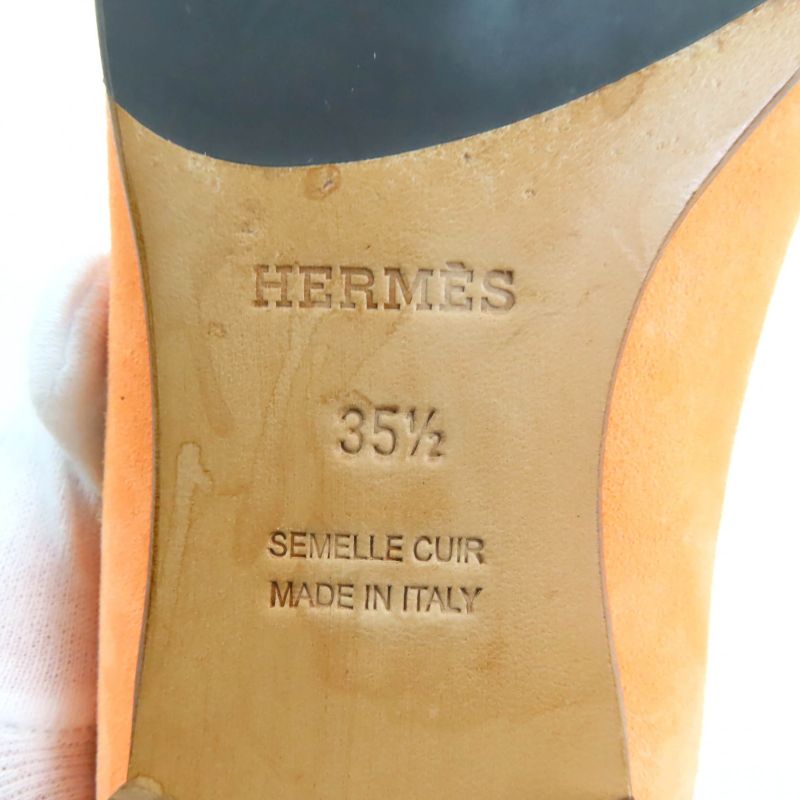 HERMÈS
35½
SEMELLE CUIR
MADE IN ITALY